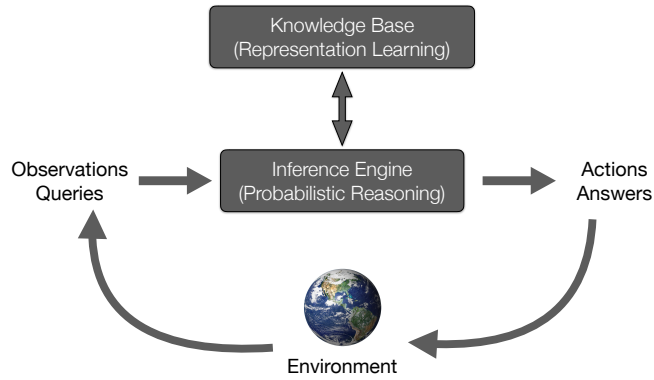 Knowledge Base
(Representation Learning)
Observations
Queries
Inference Engine
(Probabilistic Reasoning)
Actions
Answers
Environment